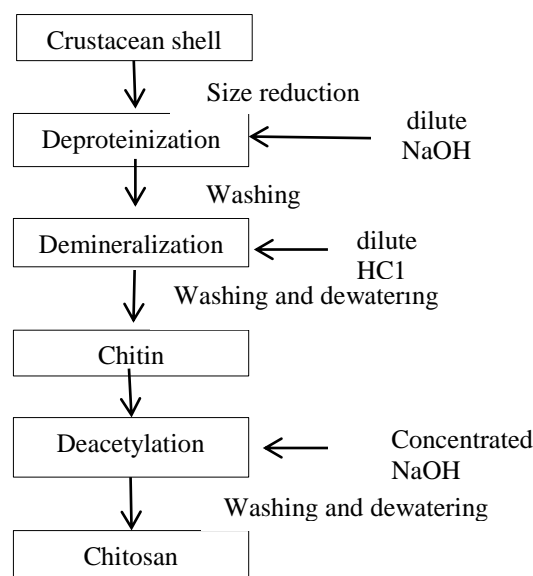 Crustacean shell
Size reduction
Deproteinization
dilute
NaOH
Washing
Demineralization
dilute
HC1
Washing and dewatering
Chitin
Deacetylation
Concentrated
NaOH
Washing and dewatering
Chitosan